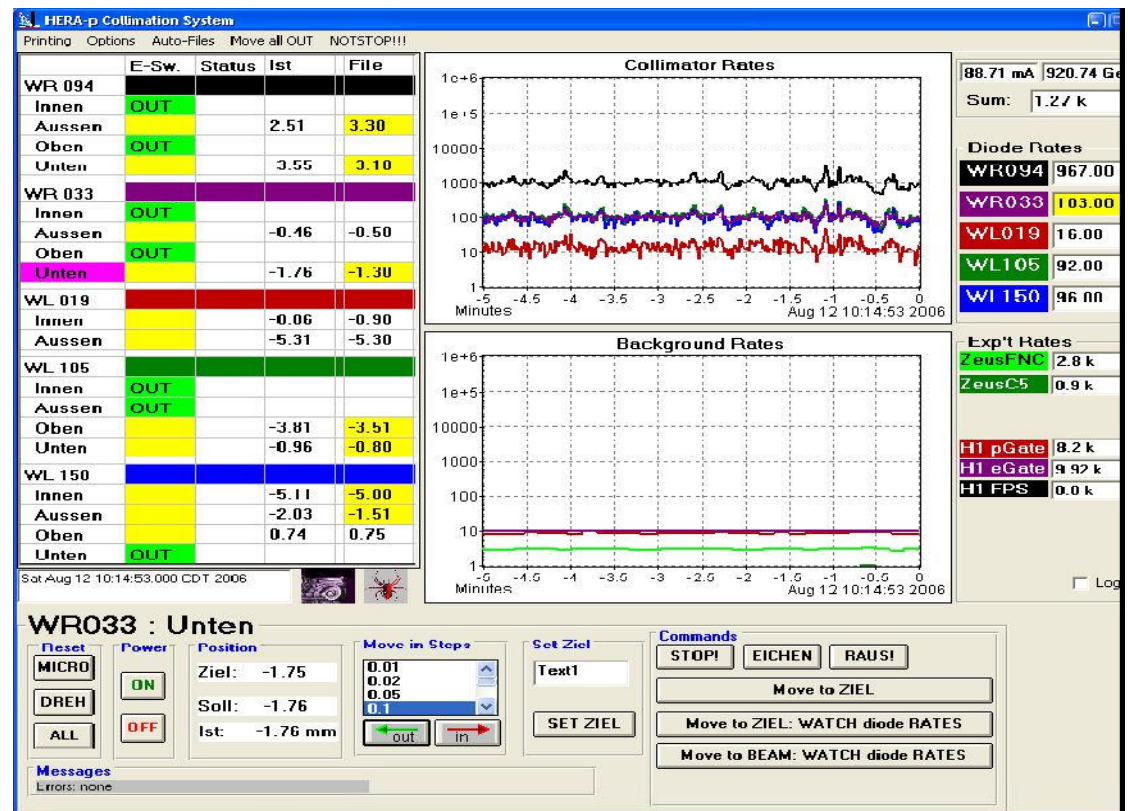 HERA-p Collimation System
Printing Options Auto-Files Move all OUT NOTSTOP!!!
E-Sw. Status Ist File
WR 094
Innen OUT
Aussen 2.51 3.30
Oben OUT
Unten 3.55 3.10
WR 033
Innen OUT
Aussen -0.46 -0.50
Oben OUT
Unten -1.76 -1.30
WL 019
Innen -0.06 -0.90
Aussen -5.31 -5.30
WL 105
Innen OUT
Aussen OUT
Oben -3.81 -3.51
Unten -0.96 -0.80
WL 150
Innen -5.11 -5.00
Aussen -2.03 -1.51
Oben 0.74 0.75
Unten OUT
Sat Aug 12 10:14:53.000 CDT 2006
Collimator Rates
1e+6
1e+5
10000
1000
100
10
1
-5 -4.5 -4 -3.5 -3 -2.5 -2 -1.5 -1 -0.5 0
Minutes Aug 12 10:14:53 2006
Background Rates
1e+6
1e+5
10000
1000
100
10
1
-5 -4.5 -4 -3.5 -3 -2.5 -2 -1.5 -1 -0.5 0
Minutes Aug 12 10:14:53 2006
88.71 mA 920.74 Ge
Sum: 1.27 k
Diode Rates
WR094 967.00
WR033 103.00
WL019 16.00
WL105 92.00
WL150 96.00
Exp't Rates
ZeusFNC 2.8 k
ZeusC5 0.9 k
H1 pGate 8.2 k
H1 eGate 9.92 k
H1 FPS 0.0 k
Log
WR033 : Unten
Reset
MICRO
DREH
ALL
Power
ON
OFF
Position
Ziel: -1.75
Soll: -1.76
Ist: -1.76 mm
Move in Steps
0.01
0.02
0.05
0.1
out in
Set Ziel
Text1
SET ZIEL
Commands
STOP! EICHEN RAUS!
Move to ZIEL
Move to ZIEL: WATCH diode RATES
Move to BEAM: WATCH diode RATES
Messages
Errors: none